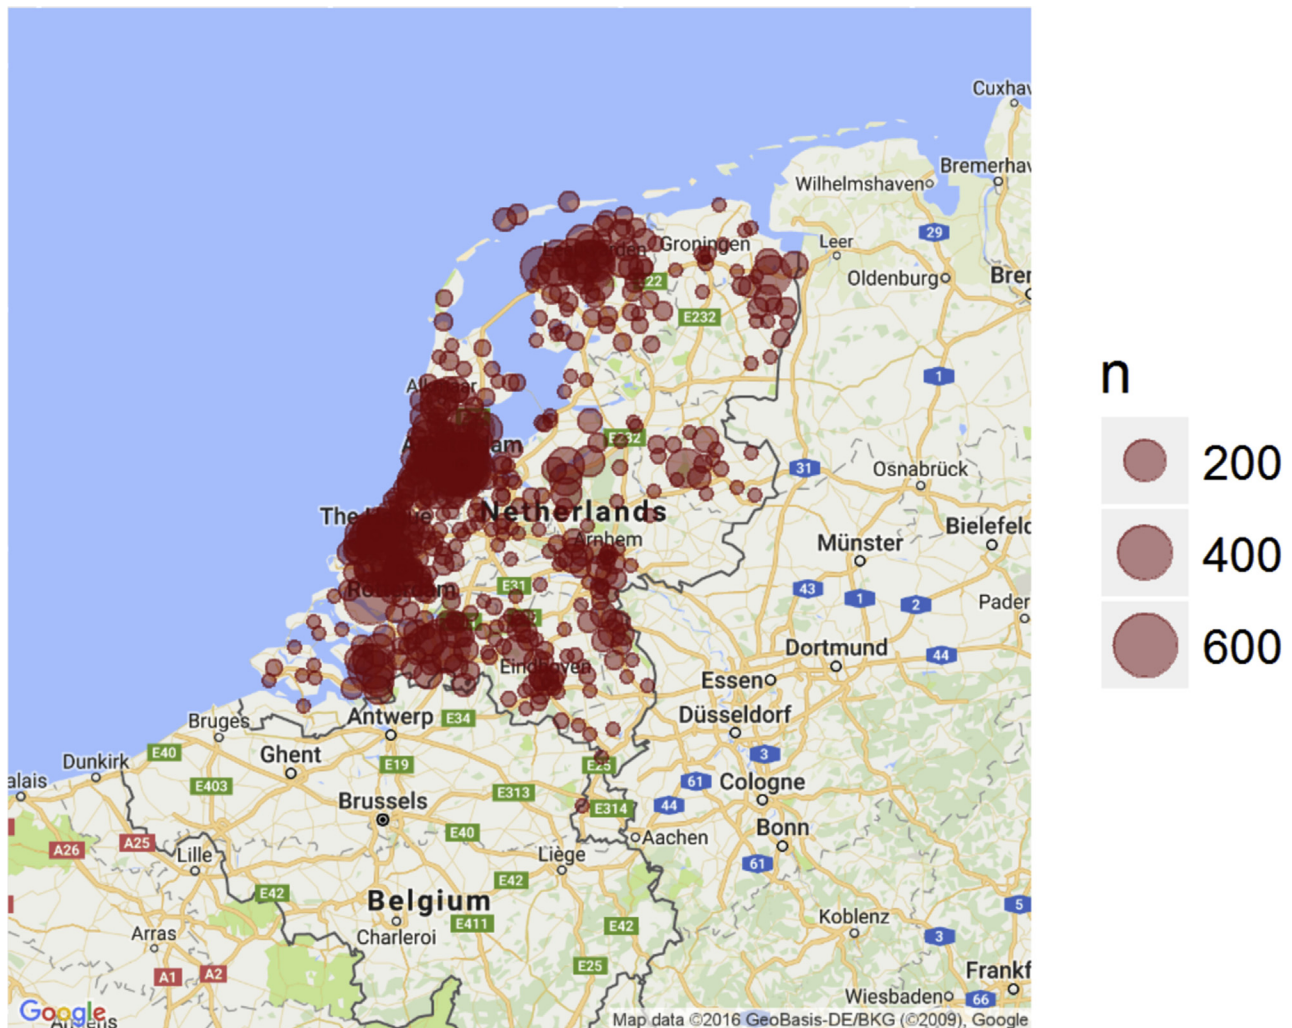 Cuxhav
Bremerhav
Wilhelmshaven
29
Leer
Groningen
Oldenburg
Bren
22
E232
n
1
200
E232
31
Osnabrück
Netherlands
Bielefeld
400
Arnhem
Münster
E31
43
1
2
Pader
Rotterdam
Dortmund
44
600
Eindhoven
Essen
Bruges
Antwerp
E34
Düsseldorf
E40
Ghent
Dunkirk
E19
3
E25
alais
E403
E313
61
Cologne
Brussels
44
E314
A25
E40
Bonn
Aachen
A26
Lille
Liège
61
E42
E42
Belgium
5
E411
E42
Koblenz
Arras
Charleroi
3
A1
A2
E25
Frankf
Wiesbaden
66
Google
Map data ©2016 GeoBasis-DE/BKG (©2009), Google